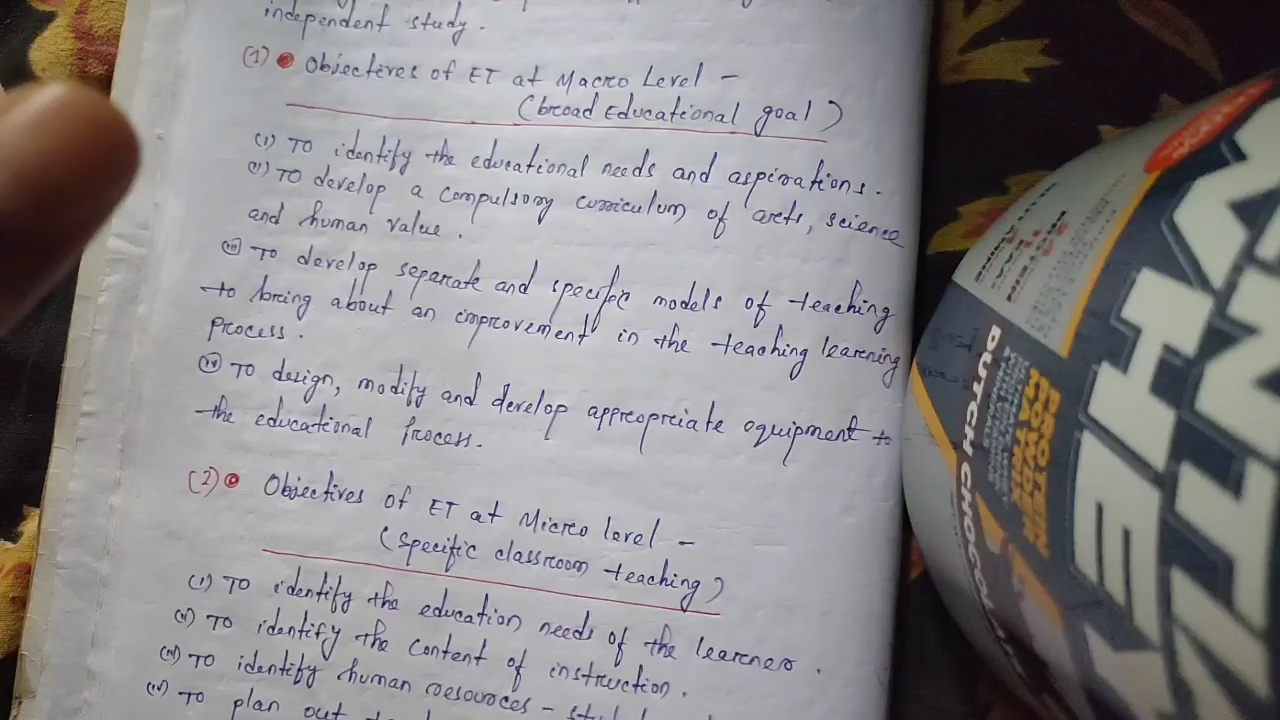 independent study.
(1) Objectives of ET at Macro Level -
(broad Educational goal)
(i) TO identify the educational needs and aspirations.
(ii) TO develop a compulsory curriculum of arts, science
and human value.
(iii) TO develop separate and specific models of teaching
to bring about an improvement in the teaching learning
process.
(iv) TO design, modify and develop appropriate equipment to
the educational process.
(2) Objectives of ET at Micro level -
(specific classroom teaching)
(i) TO identify the education needs of the learner.
(ii) TO identify the content of instruction.
(iii) TO identify human resources -
(iv) TO plan out
DUTCH CHOCO
PROTEIN
POWDER
WHE